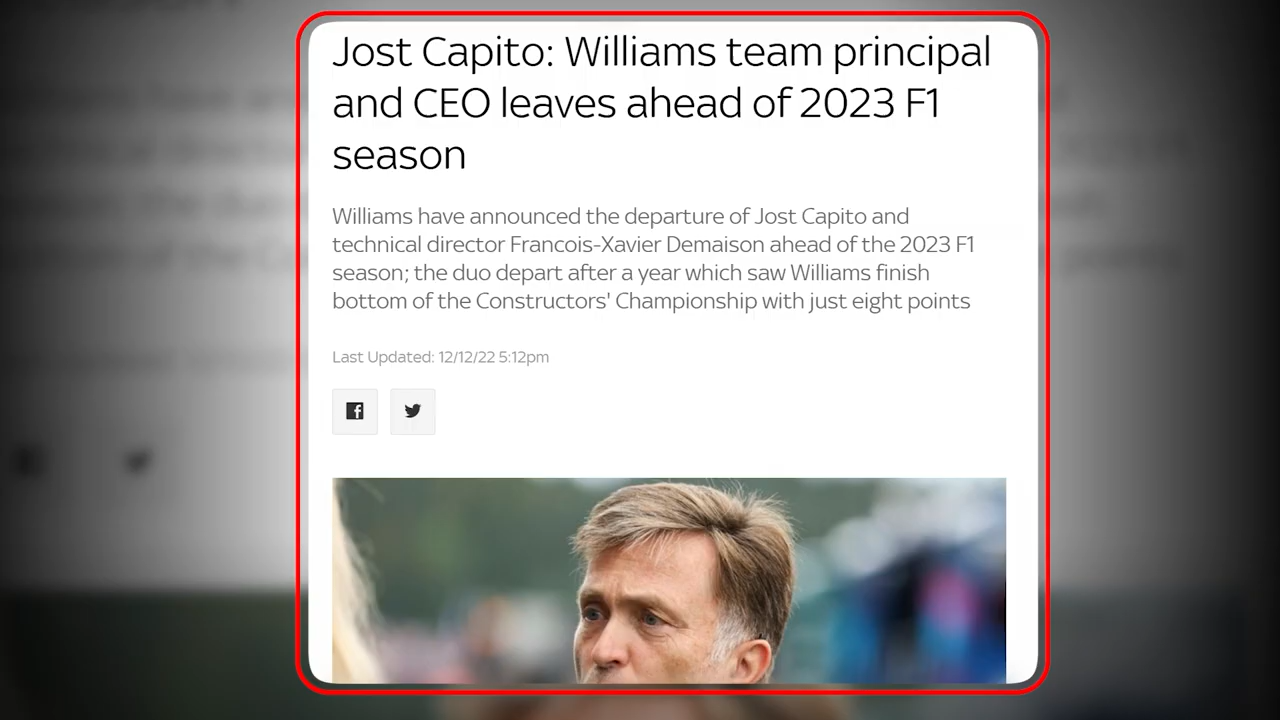 Jost Capito: Williams team principal
and CEO leaves ahead of 2023 F1
season
Williams have announced the departure of Jost Capito and
technical director Francois-Xavier Demaison ahead of the 2023 F1
season; the duo depart after a year which saw Williams finish
bottom of the Constructors' Championship with just eight points
Last Updated: 12/12/22 5:12pm